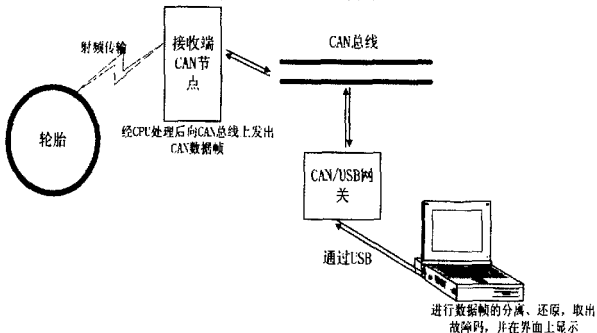 射频传输
接收端
CAN节
点
CAN总线
轮胎
经CPU处理后向CAN总线上发出
CAN数据帧
CAN/USB网
关
通过USB
进行数据帧的分离、还原，取出
故障码，并在界面上显示